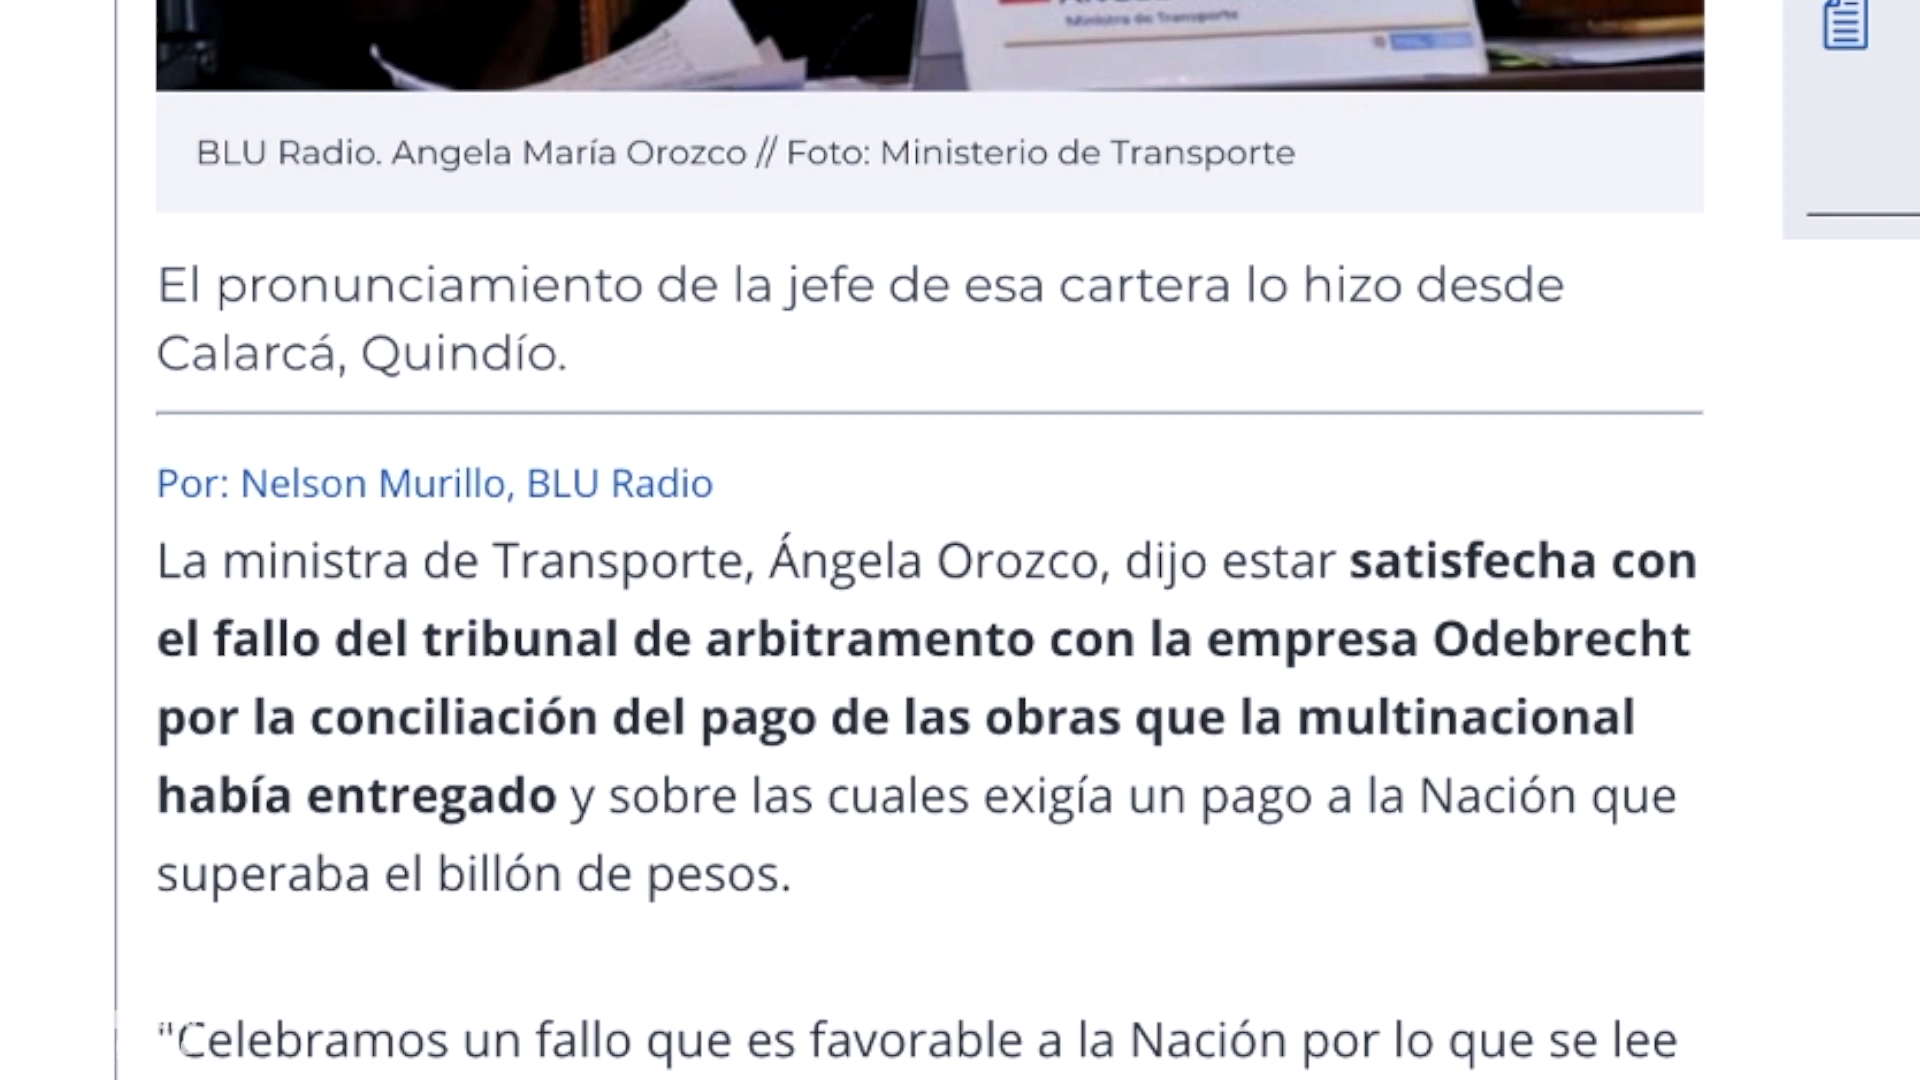 Ministra de Transporte
BLU Radio. Angela María Orozco // Foto: Ministerio de Transporte
El pronunciamiento de la jefe de esa cartera lo hizo desde
Calarcá, Quindío.
Por: Nelson Murillo, BLU Radio
La ministra de Transporte, Ángela Orozco, dijo estar satisfecha con
el fallo del tribunal de arbitramento con la empresa Odebrecht
por la conciliación del pago de las obras que la multinacional
había entregado y sobre las cuales exigía un pago a la Nación que
superaba el billón de pesos.
"Celebramos un fallo que es favorable a la Nación por lo que se lee